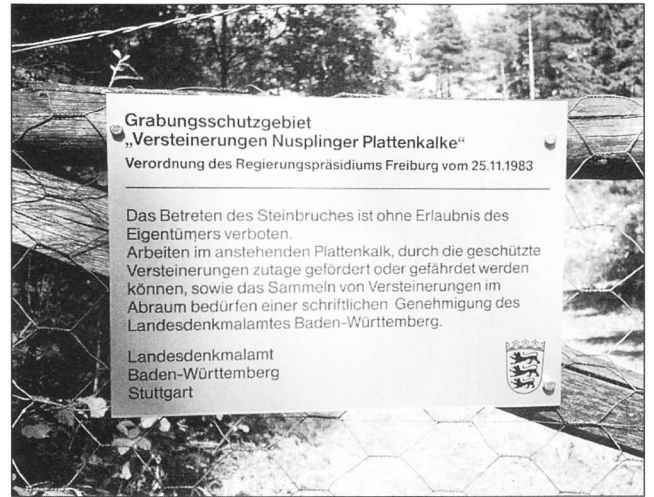 Grabungsschutzgebiet
„Versteinerungen Nusplinger Plattenkalke“
Verordnung des Regierungspräsidiums Freiburg vom 25.11.1983
Das Betreten des Steinbruches ist ohne Erlaubnis des
Eigentümers verboten.
Arbeiten im anstehenden Plattenkalk, durch die geschützte
Versteinerungen zutage gefördert oder gefährdet werden
können, sowie das Sammeln von Versteinerungen im
Abraum bedürfen einer schriftlichen Genehmigung des
Landesdenkmalamtes Baden-Württemberg.
Landesdenkmalamt
Baden-Württemberg
Stuttgart